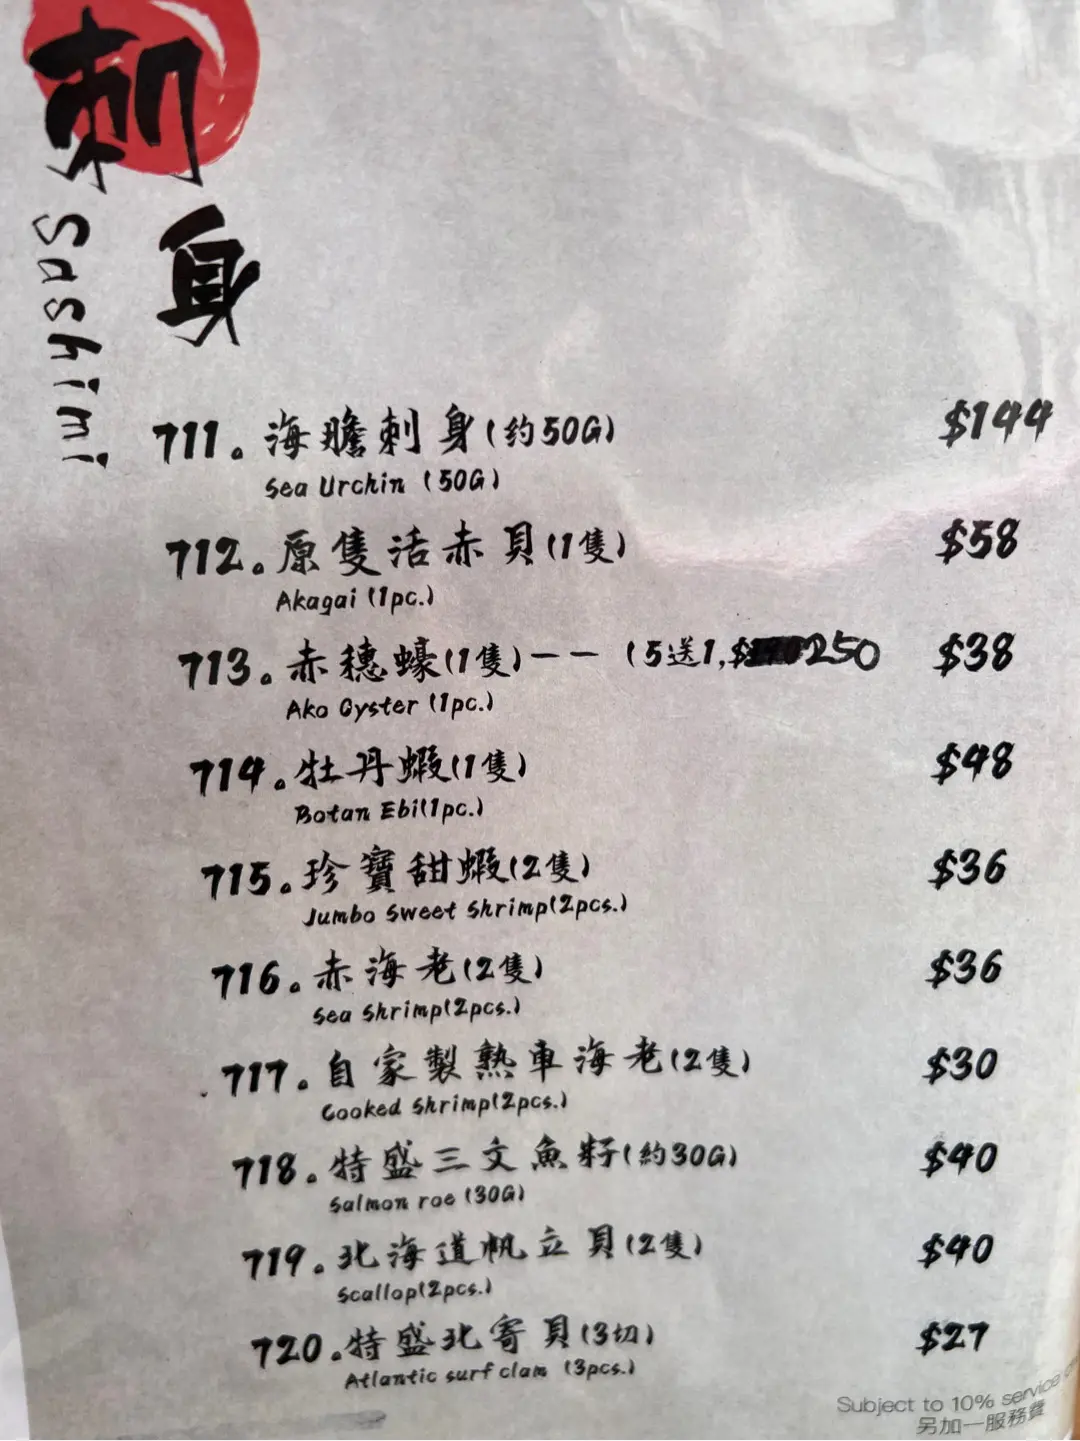 刺身
Sashimi
711. 海膽刺身(約50G) $144
Sea Urchin (50G)
712. 原隻活赤貝(1隻) $58
Akagai (1pc.)
713. 赤穗蠔(1隻)-- (5送1,$250 $38
Ako Oyster (1pc.)
714. 牡丹蝦(1隻) $48
Botan Ebi(1pc.)
715. 珍寶甜蝦(2隻) $36
Jumbo Sweet Shrimp(2pcs.)
716. 赤海老(2隻) $36
Sea Shrimp(2pcs.)
717. 自家製熟車海老(2隻) $30
Cooked Shrimp(2pcs.)
718. 特盛三文魚籽(約30G) $40
Salmon roe (30G)
719. 北海道帆立貝(2隻) $40
Scallop(2pcs.)
720. 特盛北寄貝(3切) $27
Atlantic surf clam (3pcs.)
Subject to 10% service
另加一服務費